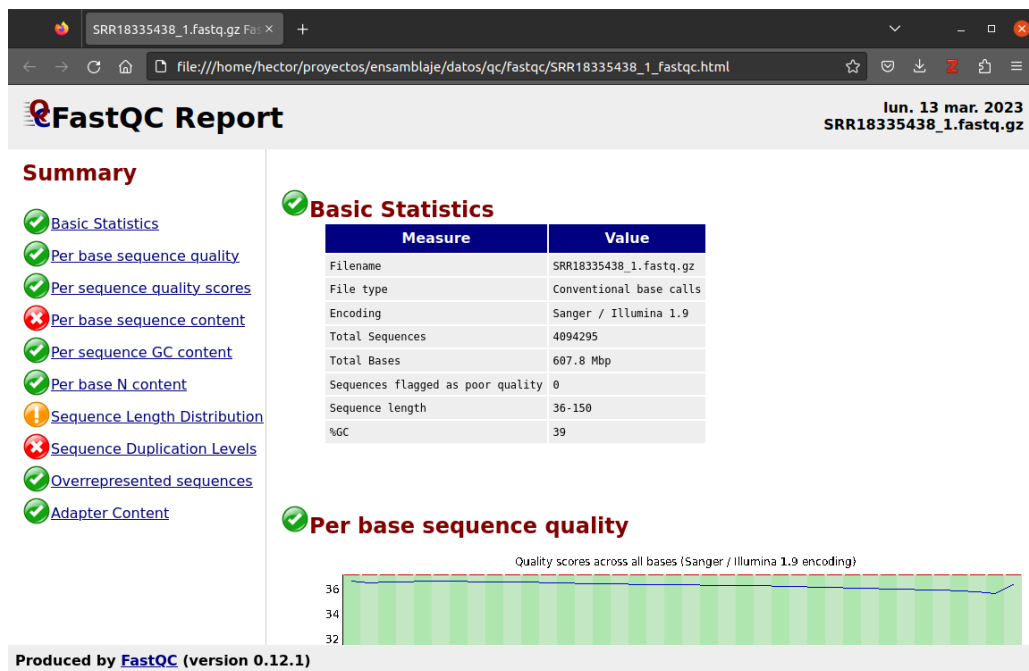 SRR18335438_1.fastq.gz Fas
file:///home/hector/proyectos/ensamblaje/datos/qc/fastqc/SRR18335438_1_fastqc.html
FastQC Report
lun. 13 mar. 2023
SRR18335438_1.fastq.gz
Summary
Basic Statistics
Per base sequence quality
Per sequence quality scores
Per base sequence content
Per sequence GC content
Per base N content
Sequence Length Distribution
Sequence Duplication Levels
Overrepresented sequences
Adapter Content
Basic Statistics
Measure Value
Filename SRR18335438_1.fastq.gz
File type Conventional base calls
Encoding Sanger / Illumina 1.9
Total Sequences 4094295
Total Bases 607.8 Mbp
Sequences flagged as poor quality 0
Sequence length 36-150
%GC 39
Per base sequence quality
Quality scores across all bases (Sanger / Illumina 1.9 encoding)
36
34
32
Produced by FastQC (version 0.12.1)